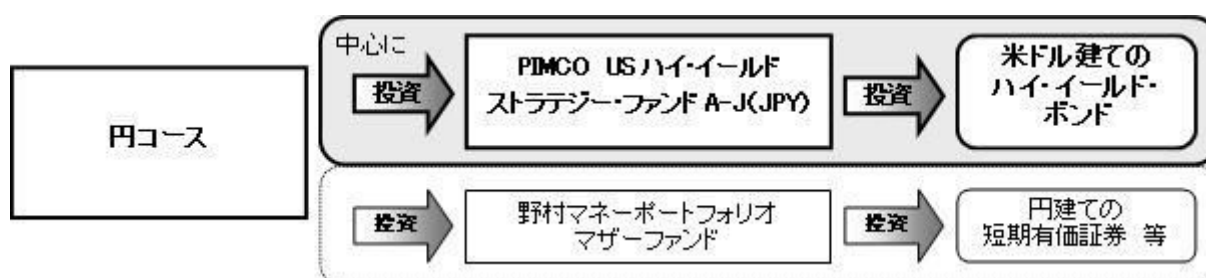 円コース
中心に
投資
PIMCO USハイ・イールド
ストラテジー・ファンド A-J(JPY)
投資
米ドル建ての
ハイ・イールド・
ボンド
投資
野村マネーポートフォリオ
マザーファンド
投資
円建ての
短期有価証券 等